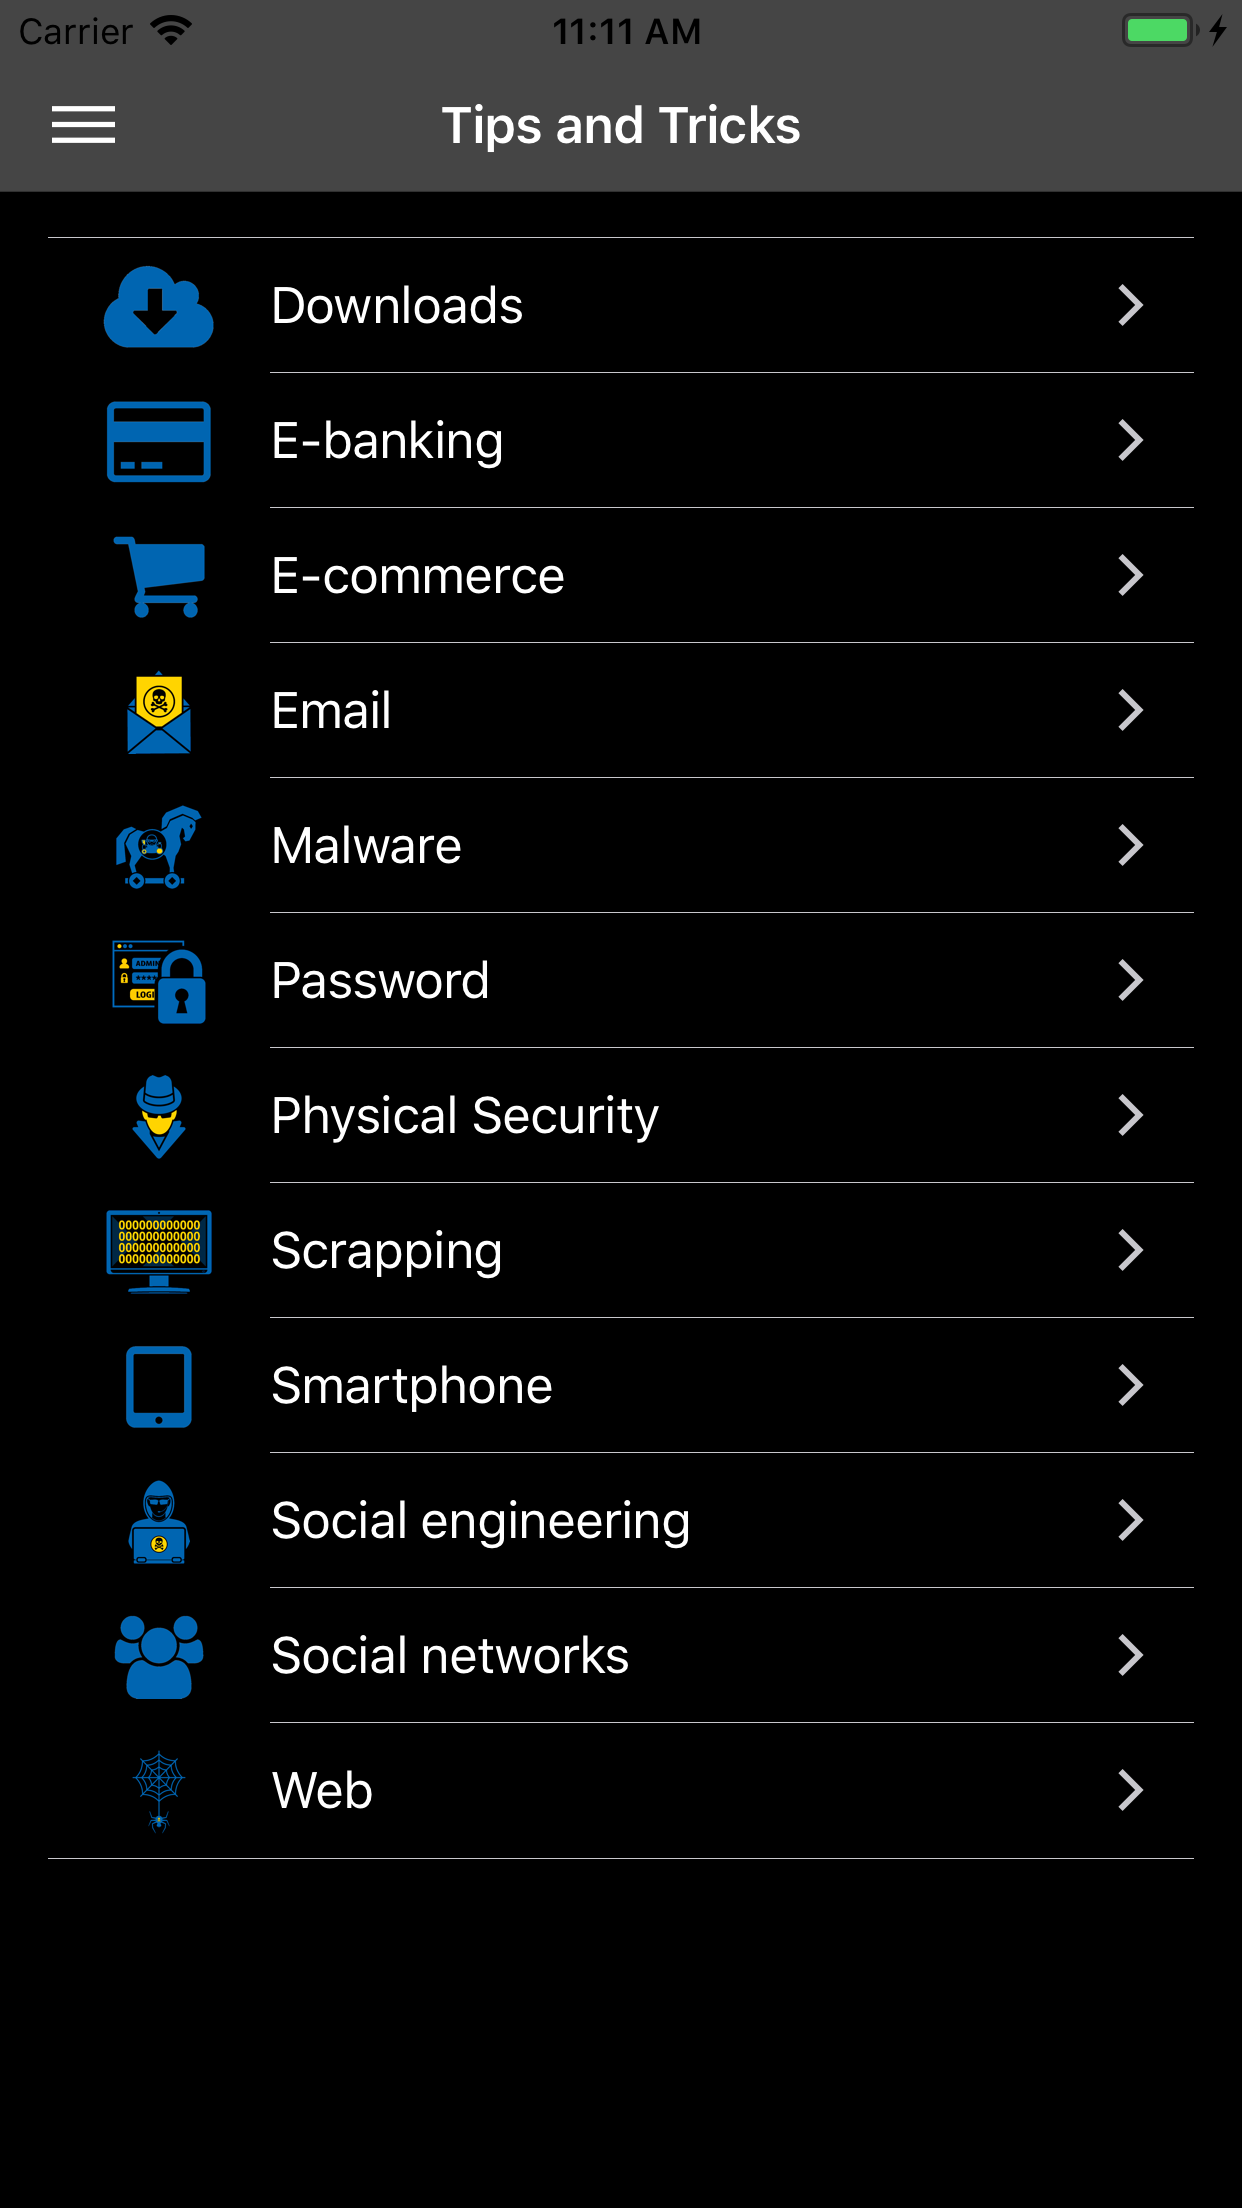 Carrier 11:11 AM
Tips and Tricks
Downloads
E-banking
E-commerce
Email
Malware
ADMIN
****
LOGI
Password
Physical Security
000000000000
000000000000
000000000000
000000000000
Scrapping
Smartphone
Social engineering
Social networks
Web